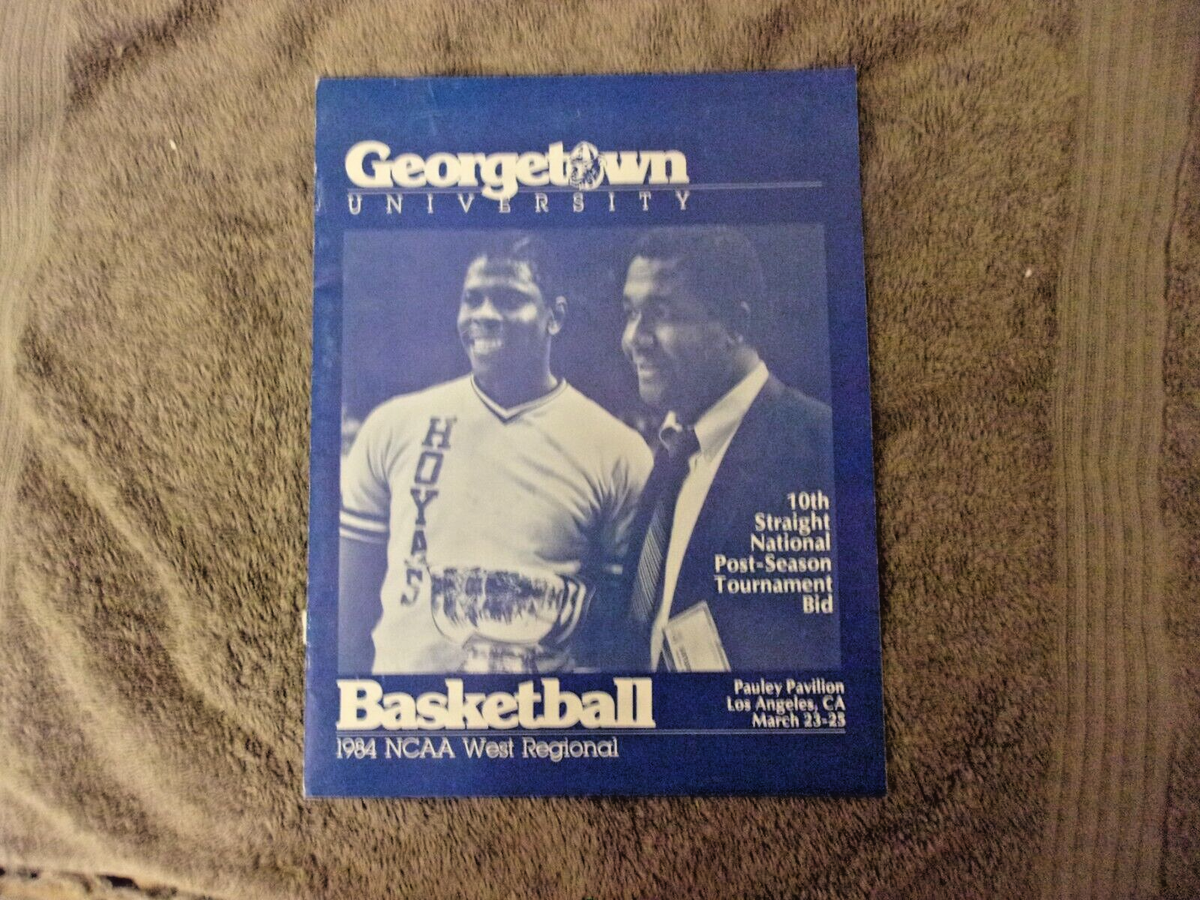 Georgetown
UNIVERSITY
HOYAS
10th
Straight
National
Post-Season
Tournament
Bid
Basketball
Pauley Pavilion
Los Angeles, CA
March 23-25
1984 NCAA West Regional